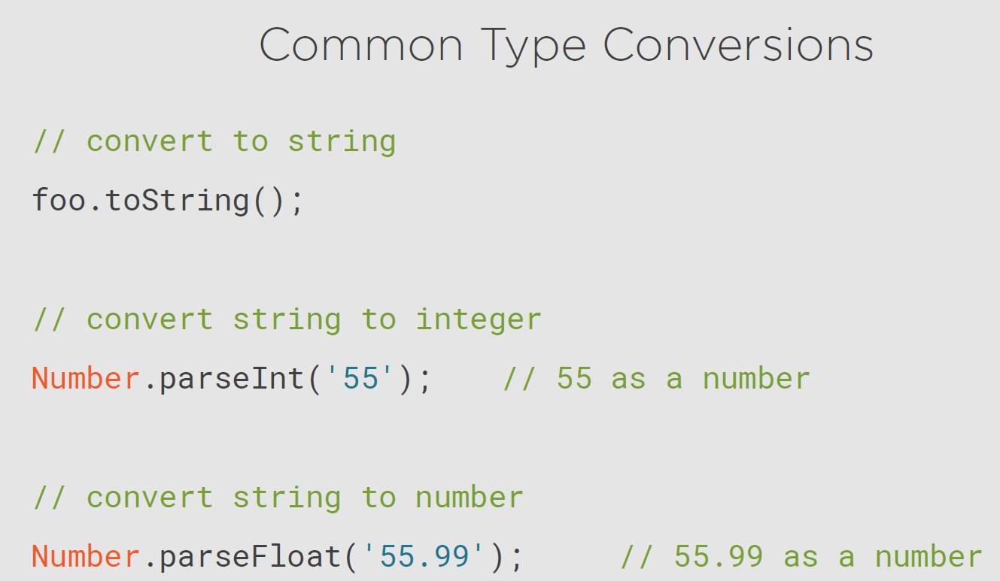 Common Type Conversions
// convert to string
foo.toString();
// convert string to integer
Number.parseInt('55');    // 55 as a number
// convert string to number
Number.parseFloat('55.99');     // 55.99 as a number